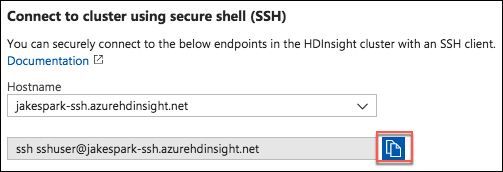 Connect to cluster using secure shell (SSH)
You can securely connect to the below endpoints in the HDInsight cluster with an SSH client.
Documentation
Hostname
jakespark-ssh.azurehdinsight.net
ssh sshuser@jakespark-ssh.azurehdinsight.net